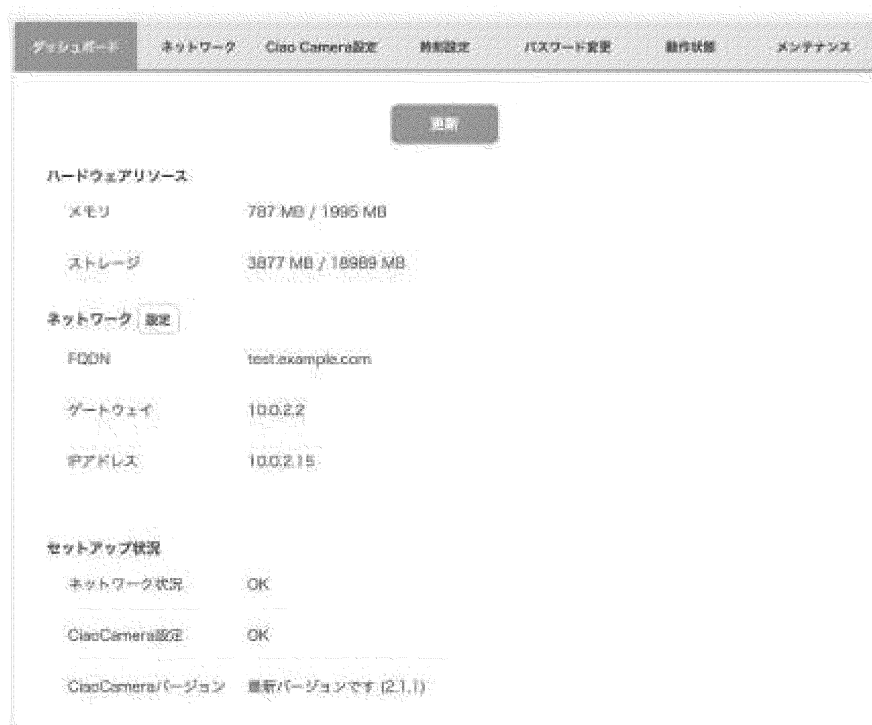 ダッシュボード ネットワーク Ciao Camera設定 時刻設定 パスワード変更 動作状態 メンテナンス
更新
ハードウェアリソース
メモリ 787 MB / 1995 MB
ストレージ 3877 MB / 18989 MB
ネットワーク 設定
FQDN test.example.com
ゲートウェイ 10.0.2.2
IPアドレス 10.0.2.15
セットアップ状況
ネットワーク状況 OK
CiaoCamera設定 OK
CiaoCameraバージョン 最新バージョンです (2.1.1)